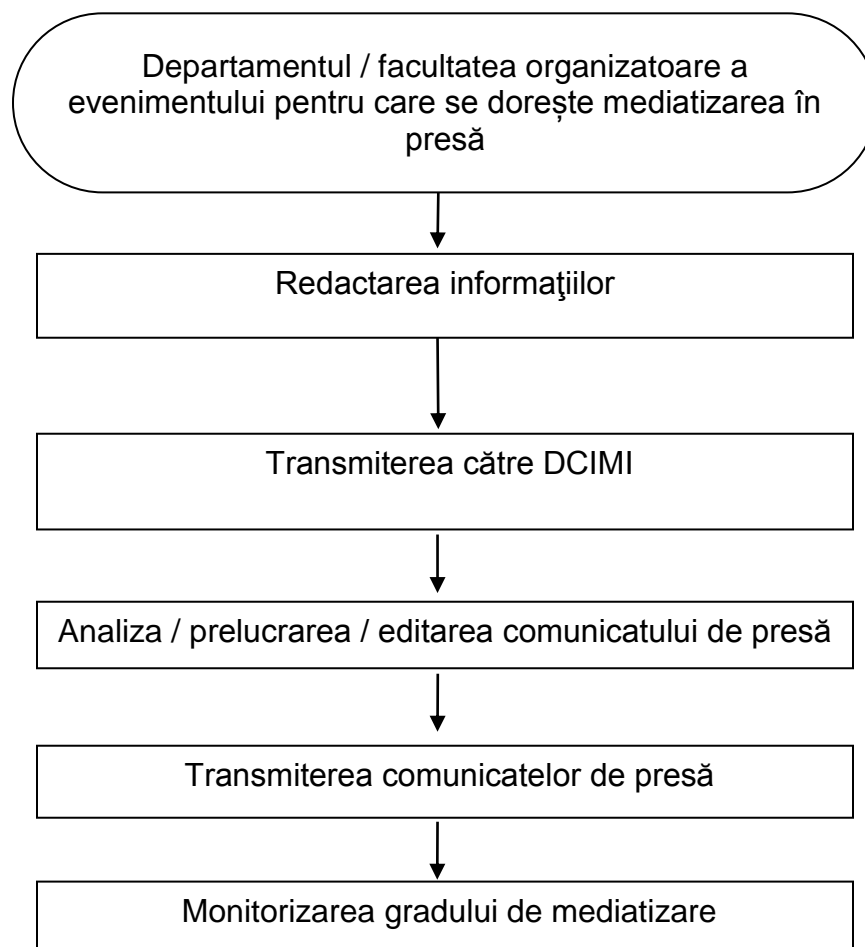 Departamentul / facultatea organizatoare a
evenimentului pentru care se dorește mediatizarea în
presă
Redactarea informaţiilor
Transmiterea către DCIMI
Analiza / prelucrarea / editarea comunicatului de presă
Transmiterea comunicatelor de presă
Monitorizarea gradului de mediatizare